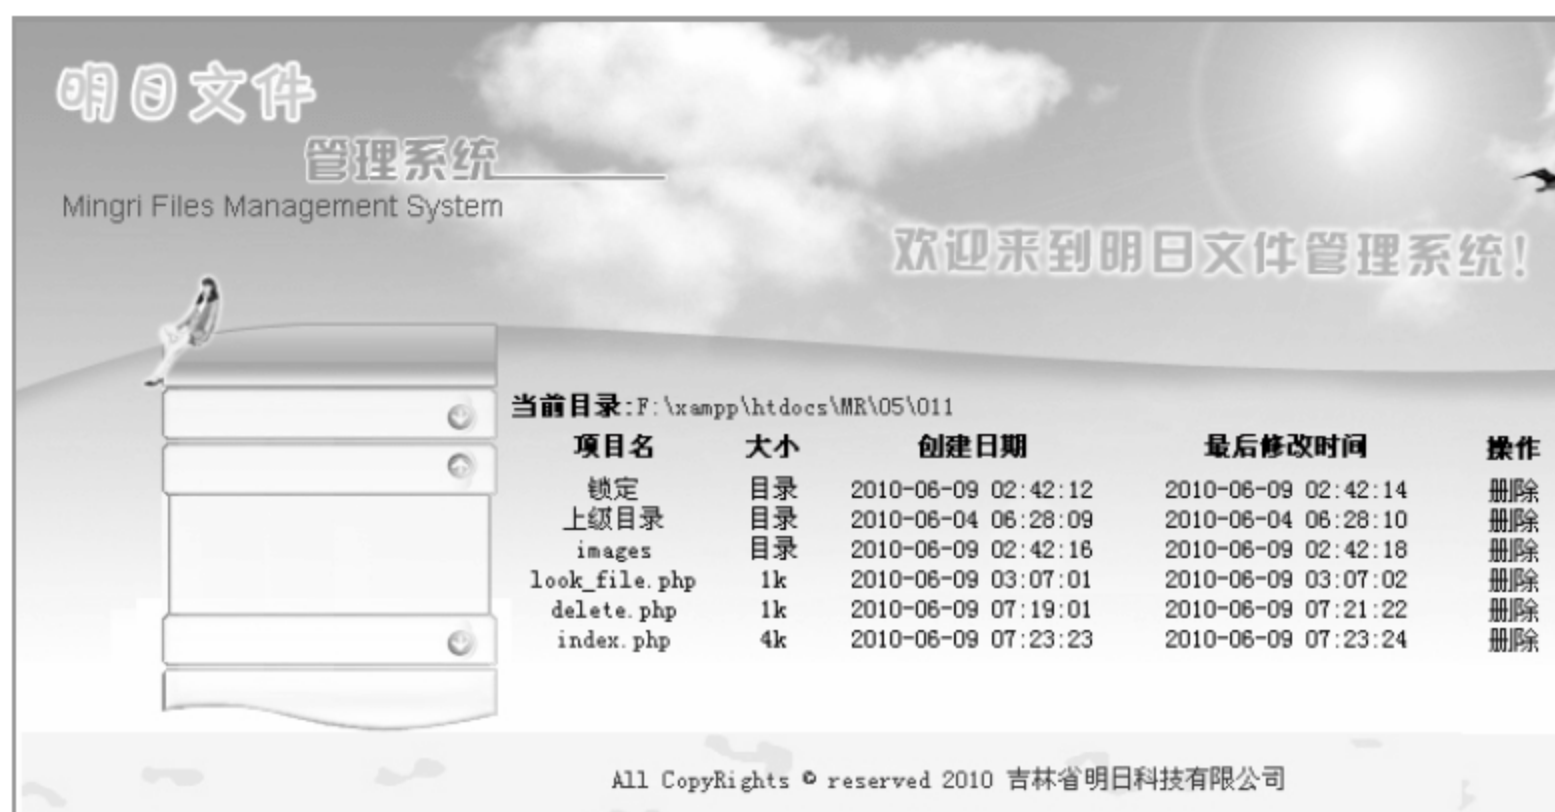 明日文件
管理系统
Mingri Files Management System
欢迎来到明日文件管理系统!
当前目录:F:\xampp\htdocs\MR\05\011
项目名 大小 创建日期 最后修改时间 操作
锁定 目录 2010-06-09 02:42:12 2010-06-09 02:42:14 删除
上级目录 目录 2010-06-04 06:28:09 2010-06-04 06:28:10 删除
images 目录 2010-06-09 02:42:16 2010-06-09 02:42:18 删除
look_file.php 1k 2010-06-09 03:07:01 2010-06-09 03:07:02 删除
delete.php 1k 2010-06-09 07:19:01 2010-06-09 07:21:22 删除
index.php 4k 2010-06-09 07:23:23 2010-06-09 07:23:24 删除
All CopyRights © reserved 2010 吉林省明日科技有限公司